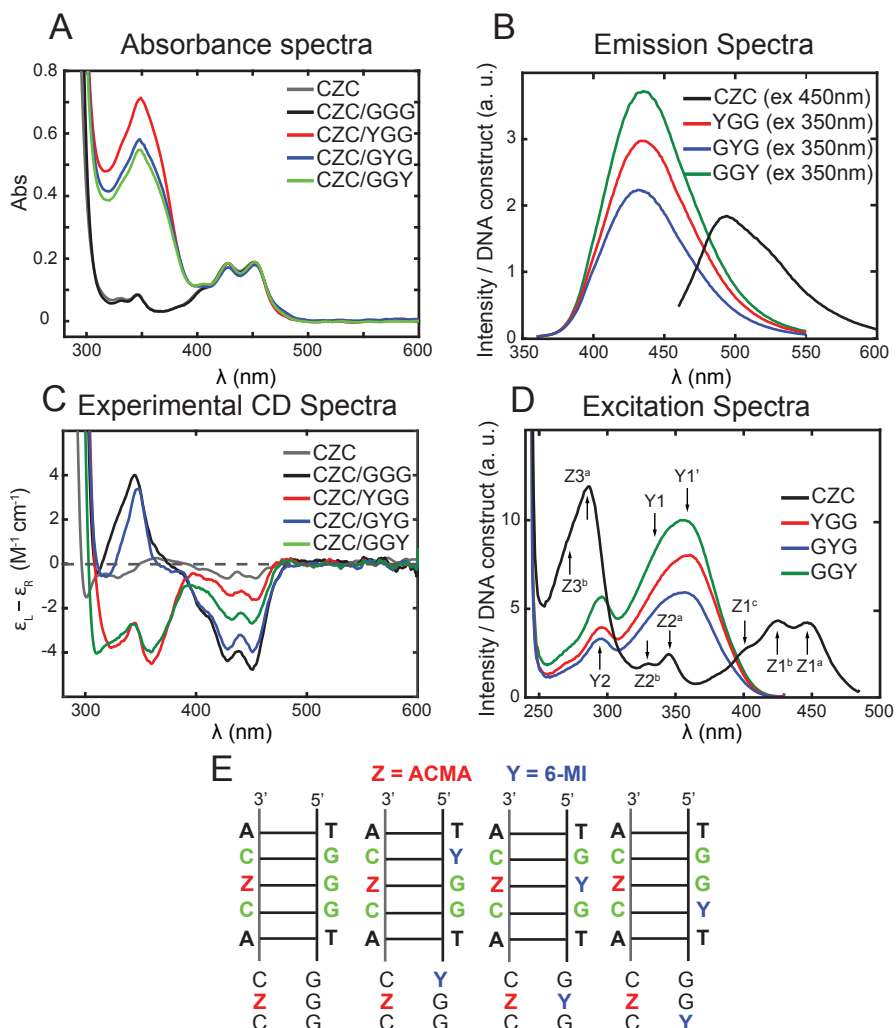 A
Absorbance spectra
0.8
0.6
0.4
0.2
0
Abs
CZC
CZC/GGG
CZC/YGG
CZC/GYG
CZC/GGY
300 400 500 600
λ (nm)
B
Emission Spectra
3
2
1
0
Intensity / DNA construct (a. u.)
CZC (ex 450nm)
YGG (ex 350nm)
GYG (ex 350nm)
GGY (ex 350nm)
350 400 450 500 550 600
λ (nm)
C
Experimental CD Spectra
4
2
0
-2
-4
εL – εR (M⁻¹ cm⁻¹)
CZC
CZC/GGG
CZC/YGG
CZC/GYG
CZC/GGY
300 400 500 600
λ (nm)
D
Excitation Spectra
10
5
0
Intensity / DNA construct (a. u.)
Z3ᵃ
Z3ᵇ
Y1 Y1’
Y2
Z2ᵇ
Z2ᵃ
Z1ᶜ
Z1ᵇ Z1ᵃ
CZC
YGG
GYG
GGY
250 300 350 400 450 500
λ (nm)
E
Z = ACMA Y = 6-MI
3’ 5’ 3’ 5’ 3’ 5’ 3’ 5’
A T A T A T A T
C G C Y C G C G
Z G Z G Z Y Z G
C G C G C G C Y
A T A T A T A T
C G C Y C G C G
Z G Z G Z Y Z G
C G C G C G C Y